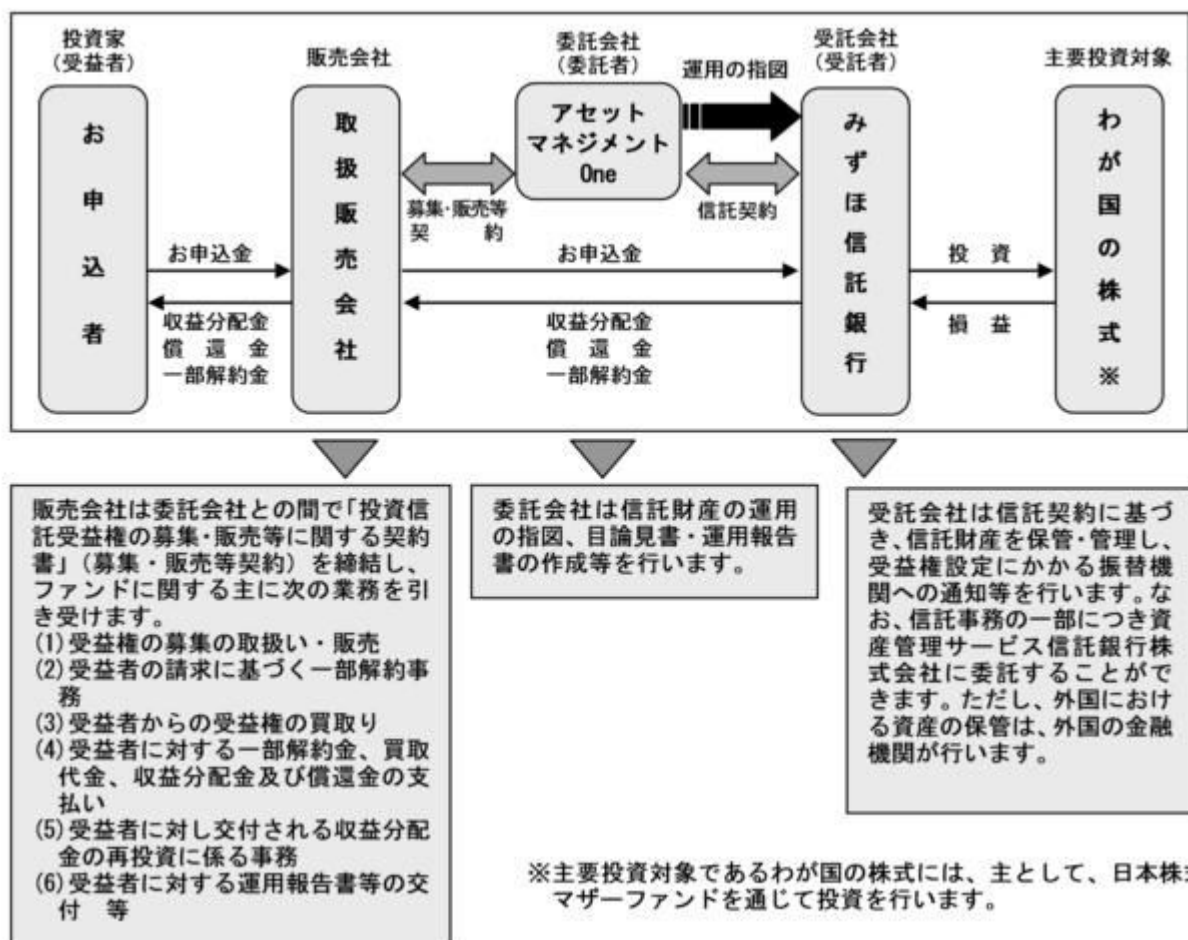 投資家
(受益者)
販売会社
委託会社
(委託者)
運用の指図
受託会社
(受託者)
主要投資対象
お申込者
取扱販売会社
アセット
マネジメント
One
みずほ信託銀行
わが国の株式※
募集・販売等
契 約
信託契約
お申込金
お申込金
投 資
収益分配金
償 還 金
一部解約金
収益分配金
償 還 金
一部解約金
損 益
販売会社は委託会社との間で「投資信
託受益権の募集・販売等に関する契約
書」(募集・販売等契約)を締結し、
ファンドに関する主に次の業務を引
き受けます。
(1)受益権の募集の取扱い・販売
(2)受益者の請求に基づく一部解約事
務
(3)受益者からの受益権の買取り
(4)受益者に対する一部解約金、買取
代金、収益分配金及び償還金の支
払い
(5)受益者に対し交付される収益分配
金の再投資に係る事務
(6)受益者に対する運用報告書等の交
付 等
委託会社は信託財産の運用
の指図、目論見書・運用報告
書の作成等を行います。
受託会社は信託契約に基づ
き、信託財産を保管・管理し、
受益権設定にかかる振替機
関への通知等を行います。な
お、信託事務の一部につき資
産管理サービス信託銀行株
式会社に委託することがで
きます。ただし、外国におけ
る資産の保管は、外国の金融
機関が行います。
※主要投資対象であるわが国の株式には、主として、日本株式
マザーファンドを通じて投資を行います。